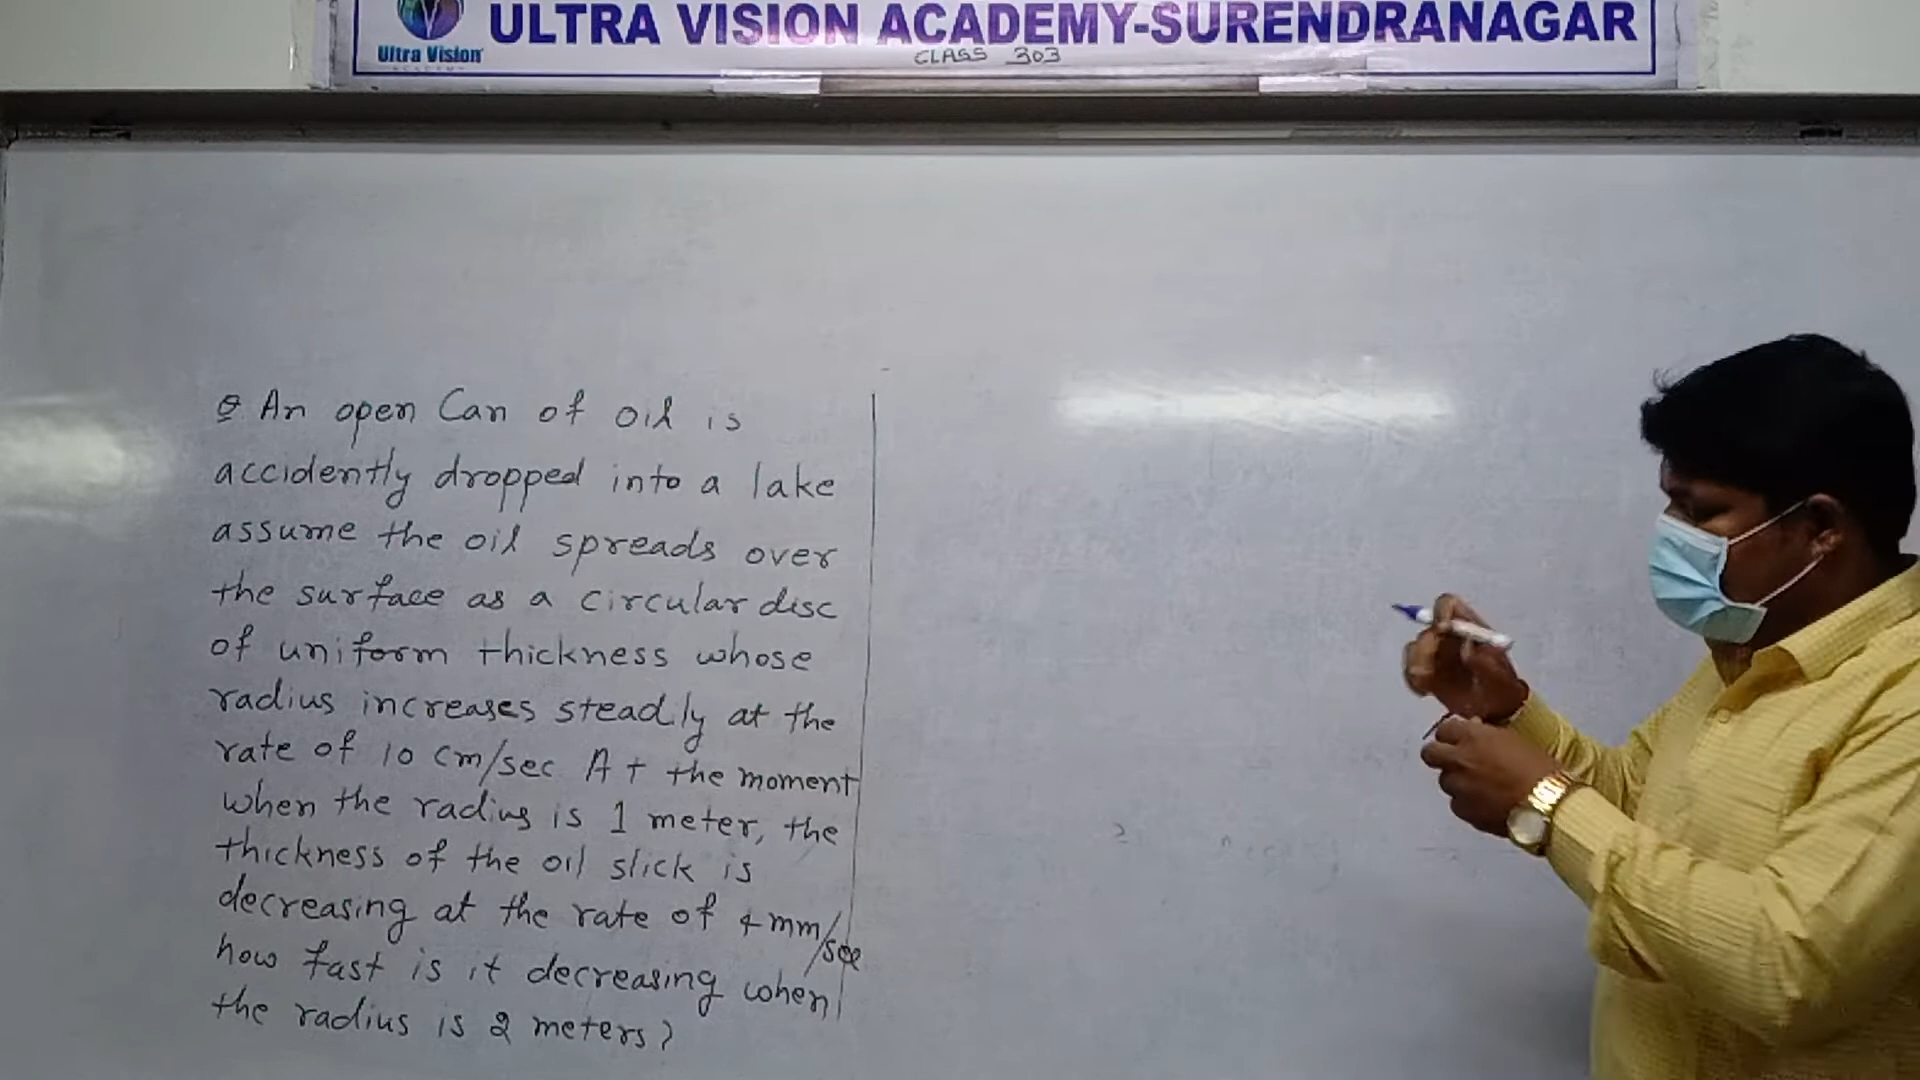 ULTRA VISION ACADEMY-SURENDRANAGAR
Ultra Vision
ACADEMY
CLASS 303
Q An open Can of oil is
accidently dropped into a lake
assume the oil spreads over
the surface as a circular disc
of uniform thickness whose
radius increases steadly at the
rate of 10 cm/sec At the moment
when the radius is 1 meter, the
thickness of the oil slick is
decreasing at the rate of 4 mm/sec
how fast is it decreasing when
the radius is 2 meters?